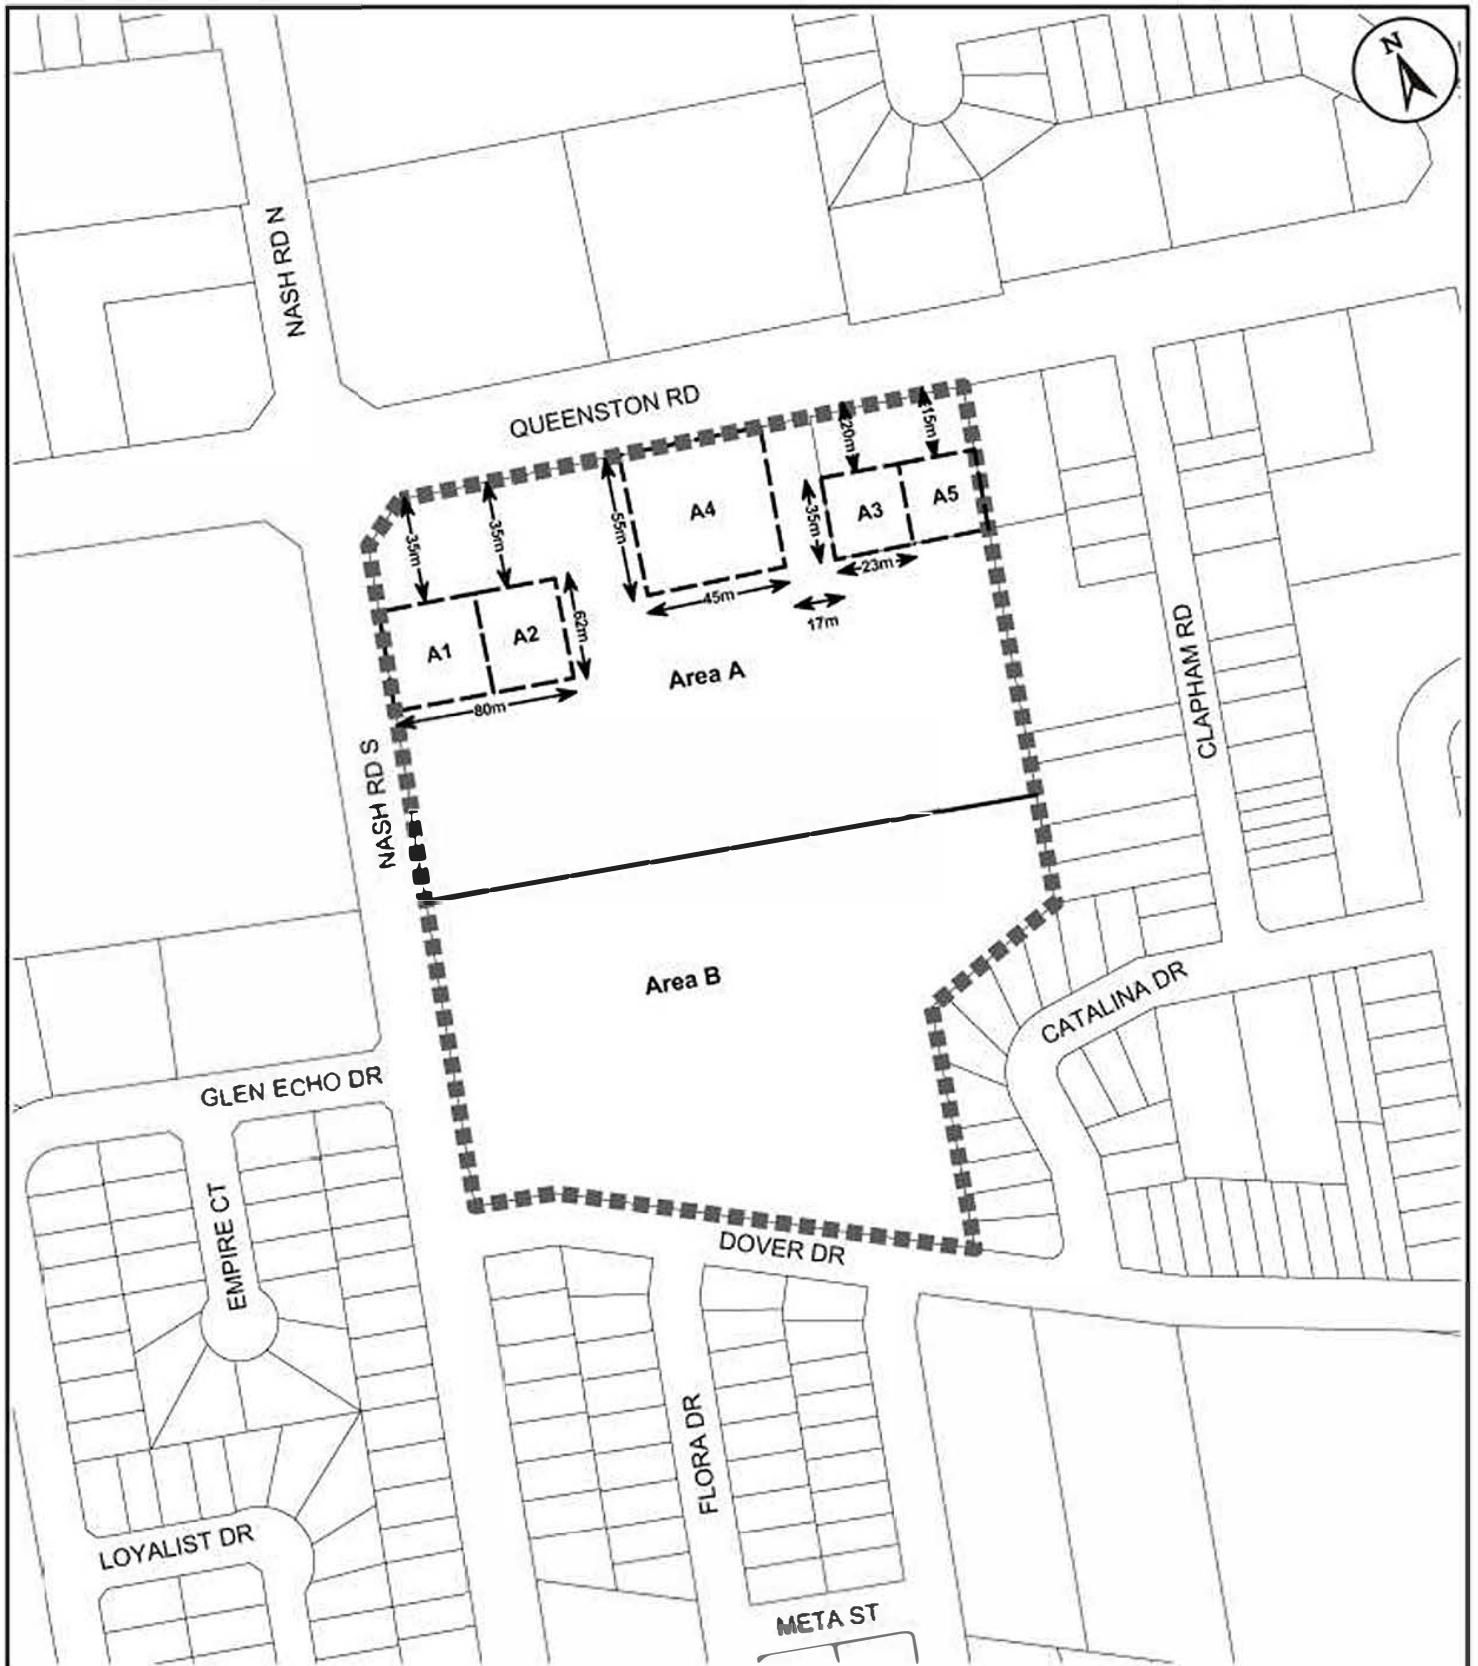 N
NASH RD N
QUEENSTON RD
20m
15m
35m
35m
55m
A4
35m
A3
A5
23m
45m
17m
62m
A1
A2
80m
Area A
CLAPHAM RD
NASH RD S
Area B
CATALINA DR
GLEN ECHO DR
EMPIRE CT
DOVER DR
FLORA DR
LOYALIST DR
META ST